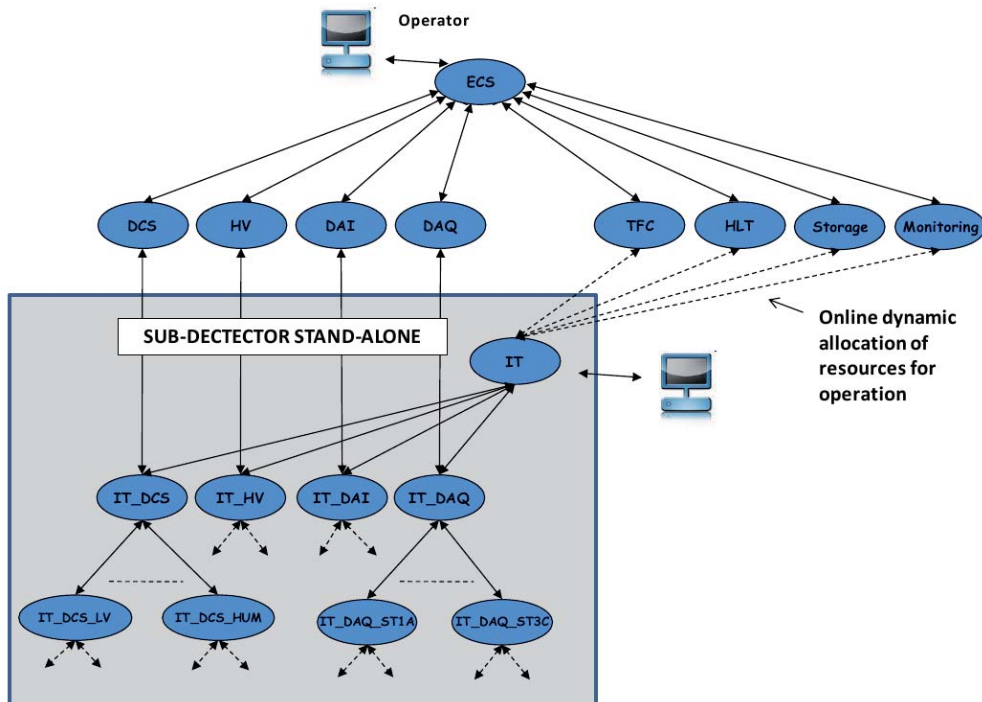 Operator
ECS
DCS
HV
DAI
DAQ
TFC
HLT
Storage
Monitoring
SUB-DECTECTOR STAND-ALONE
IT
Online dynamic
allocation of
resources for
operation
IT_DCS
IT_HV
IT_DAI
IT_DAQ
IT_DCS_LV
IT_DCS_HUM
IT_DAQ_ST1A
IT_DAQ_ST3C